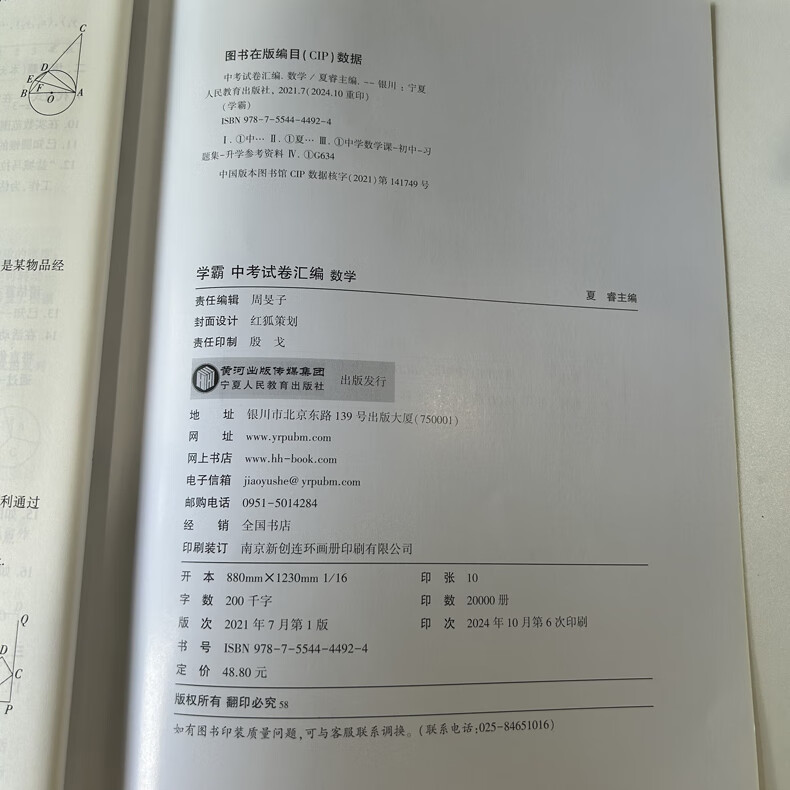 图书在版编目(CIP)数据
中考试卷汇编. 数学 / 夏睿主编. -- 银川 : 宁夏
人民教育出版社, 2021.7(2024.10 重印)
(学霸)
ISBN 978-7-5544-4492-4
Ⅰ. ①中… Ⅱ. ①夏… Ⅲ. ①中学数学课-初中-习
题集-升学参考资料 Ⅳ. ①G634
中国版本图书馆 CIP 数据核字(2021)第 141749 号
学霸 中考试卷汇编 数学
夏 睿主编
责任编辑 周旻子
封面设计 红狐策划
责任印制 殷 戈
黄河出版传媒集团
宁夏人民教育出版社 出版发行
地 址 银川市北京东路 139 号出版大厦(750001)
网 址 www.yrpubm.com
网上书店 www.hh-book.com
电子信箱 jiaoyushe@yrpubm.com
邮购电话 0951-5014284
经 销 全国书店
印刷装订 南京新创连环画册印刷有限公司
开 本 880mm×1230mm 1/16 印 张 10
字 数 200 千字 印 数 20000 册
版 次 2021 年 7 月第 1 版 印 次 2024 年 10 月第 6 次印刷
书 号 ISBN 978-7-5544-4492-4
定 价 48.80 元
版权所有 翻印必究 58
如有图书印装质量问题,可与客服联系调换。(联系电话:025-84651016)
C
D
E
F
B
O
A
是某物品经
利通过
Q
D
C
P